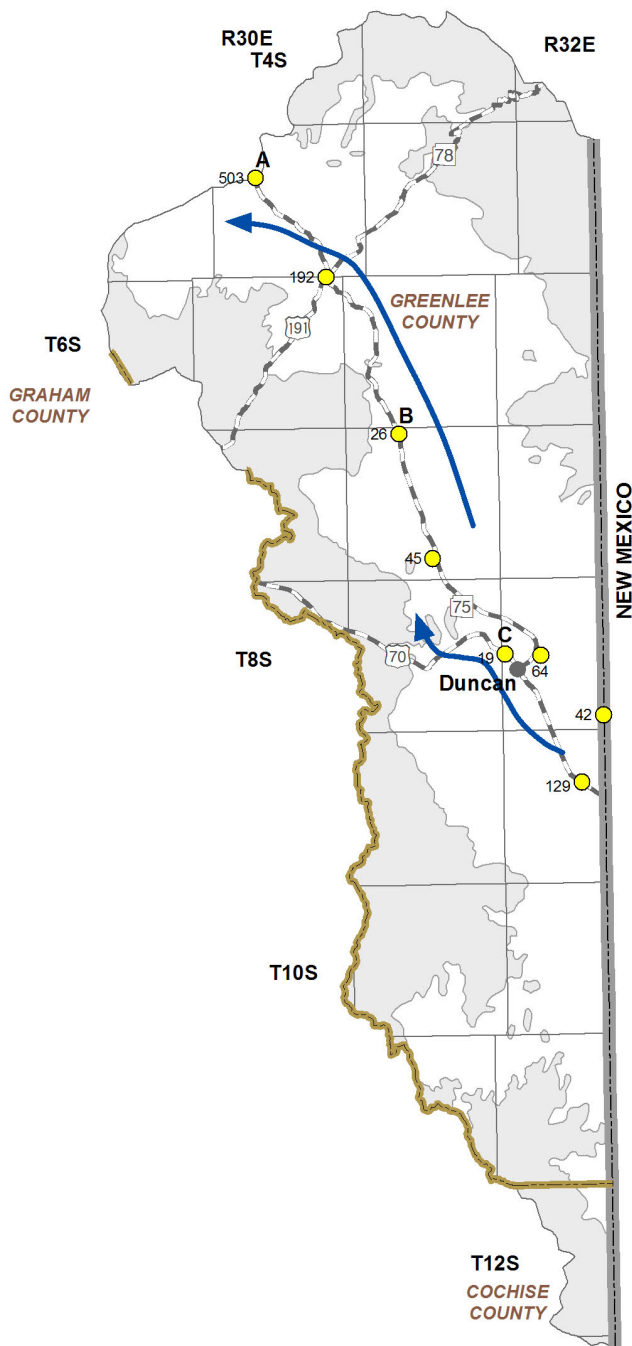 R30E
T4S
R32E
A
503
78
192
GREENLEE
COUNTY
191
T6S
GRAHAM
COUNTY
B
26
NEW MEXICO
45
75
C
T8S
70
19
64
Duncan
42
129
T10S
T12S
COCHISE
COUNTY